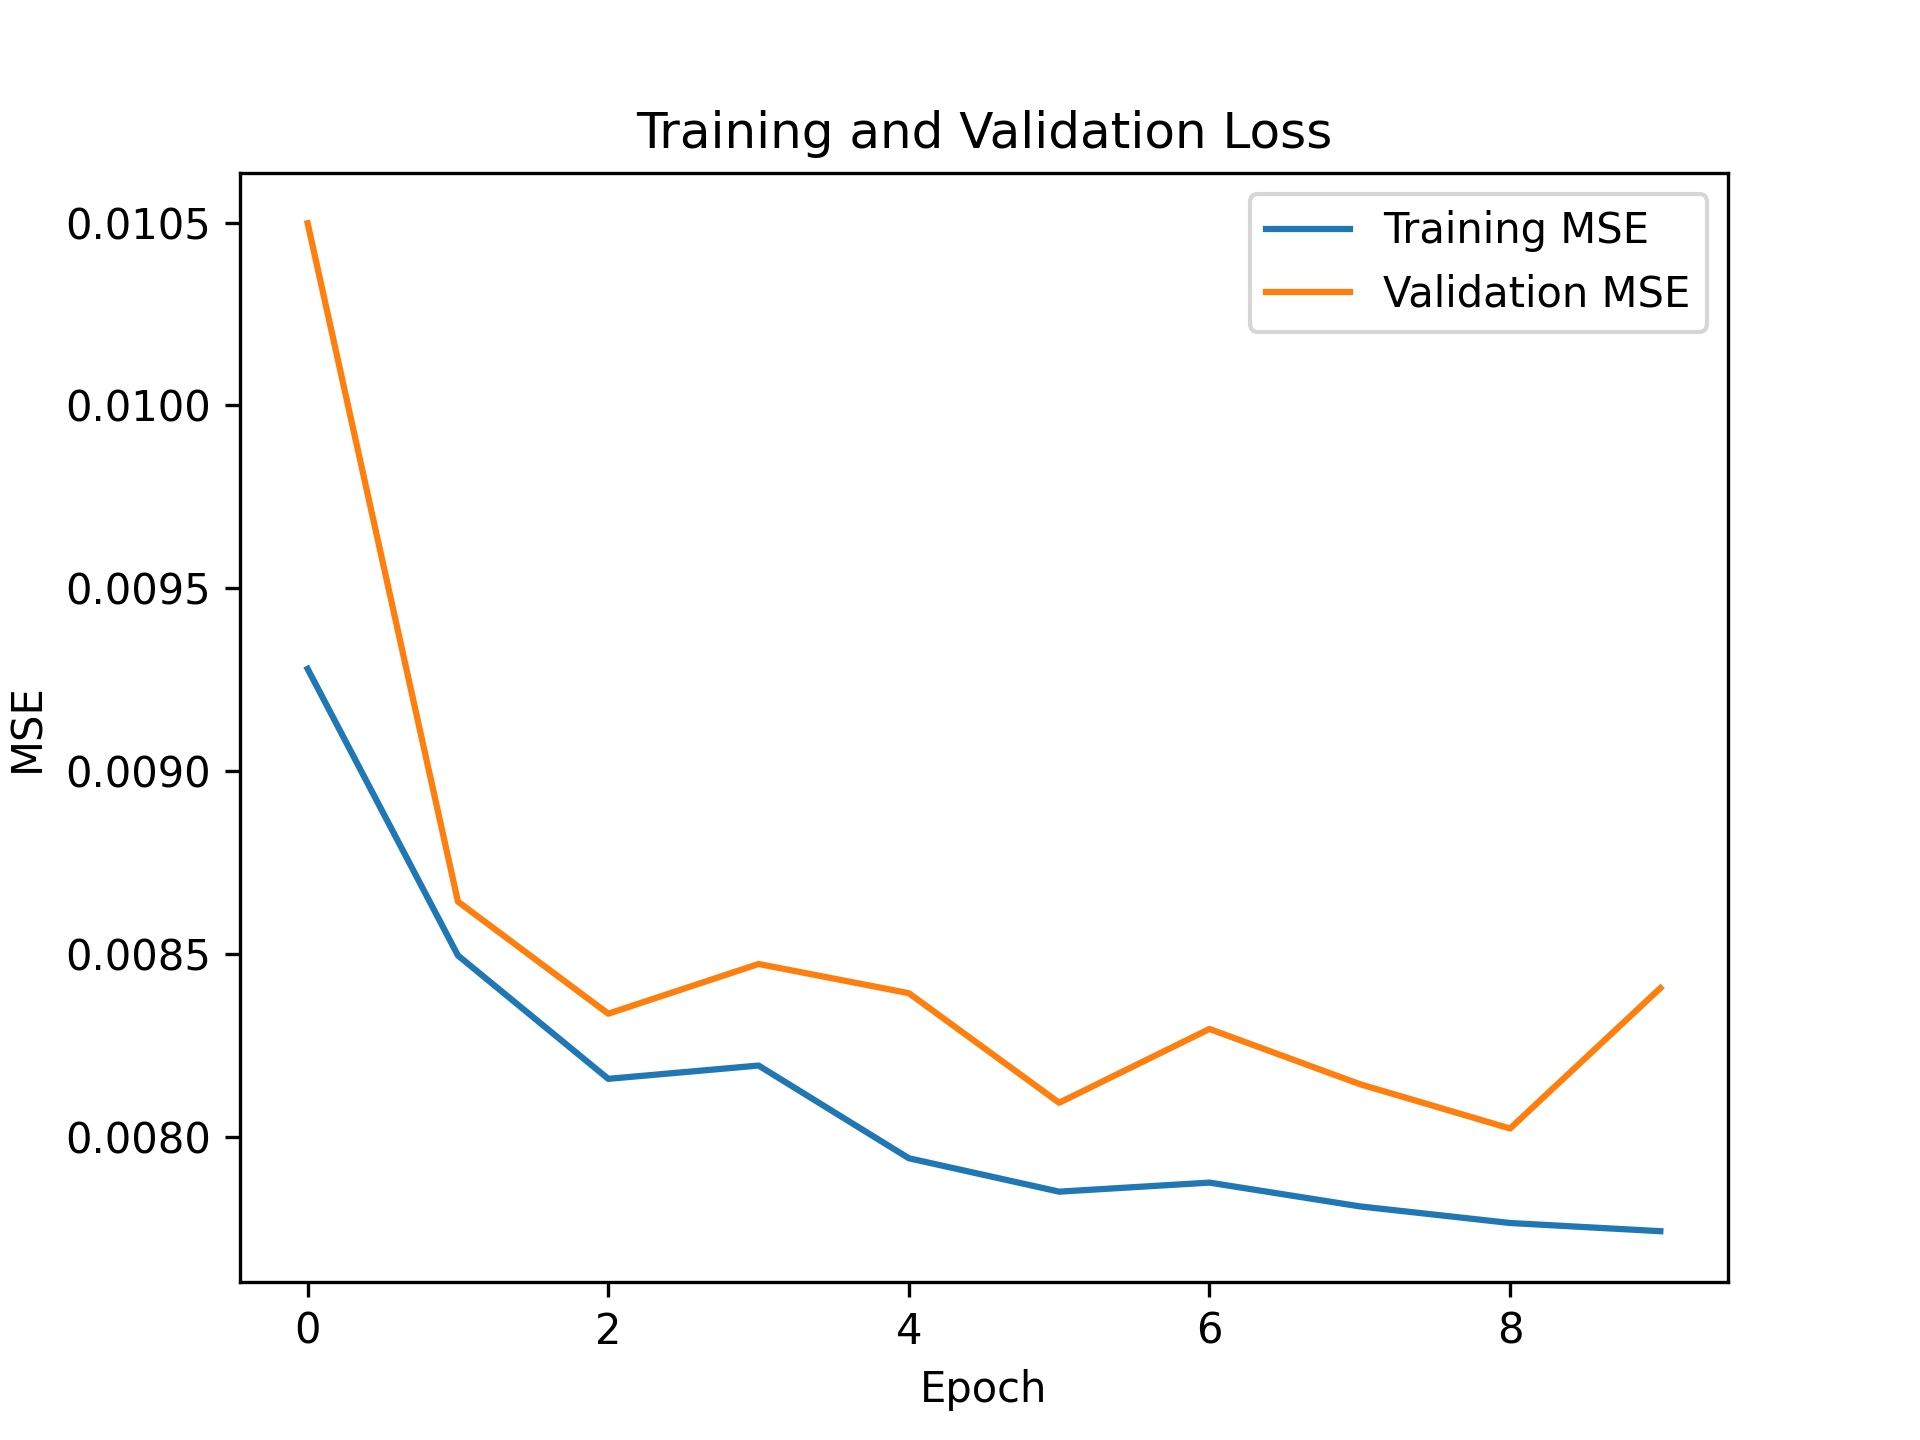 Training and Validation Loss
Training MSE
Validation MSE
0.0105
0.0100
0.0095
0.0090
0.0085
0.0080
MSE
0 2 4 6 8
Epoch